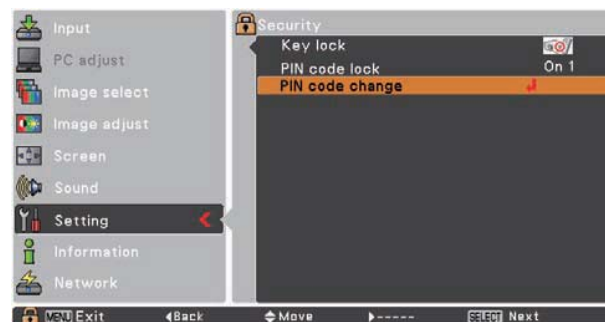 Input
PC adjust
Image select
Image adjust
Screen
Sound
Setting
Information
Network
Security
Key lock
PIN code lock On 1
PIN code change
MENU Exit Back Move ----- SELECT Next